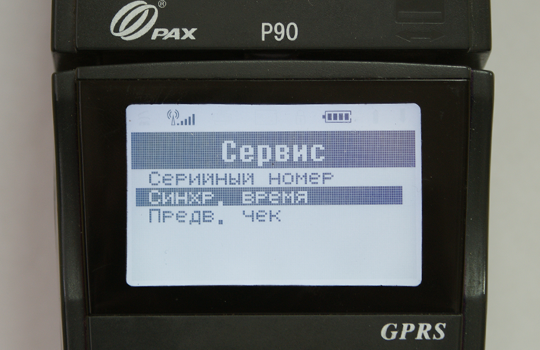 PAX P90
Сервис
Серийный номер
Синхр. время
Предв. чек
GPRS